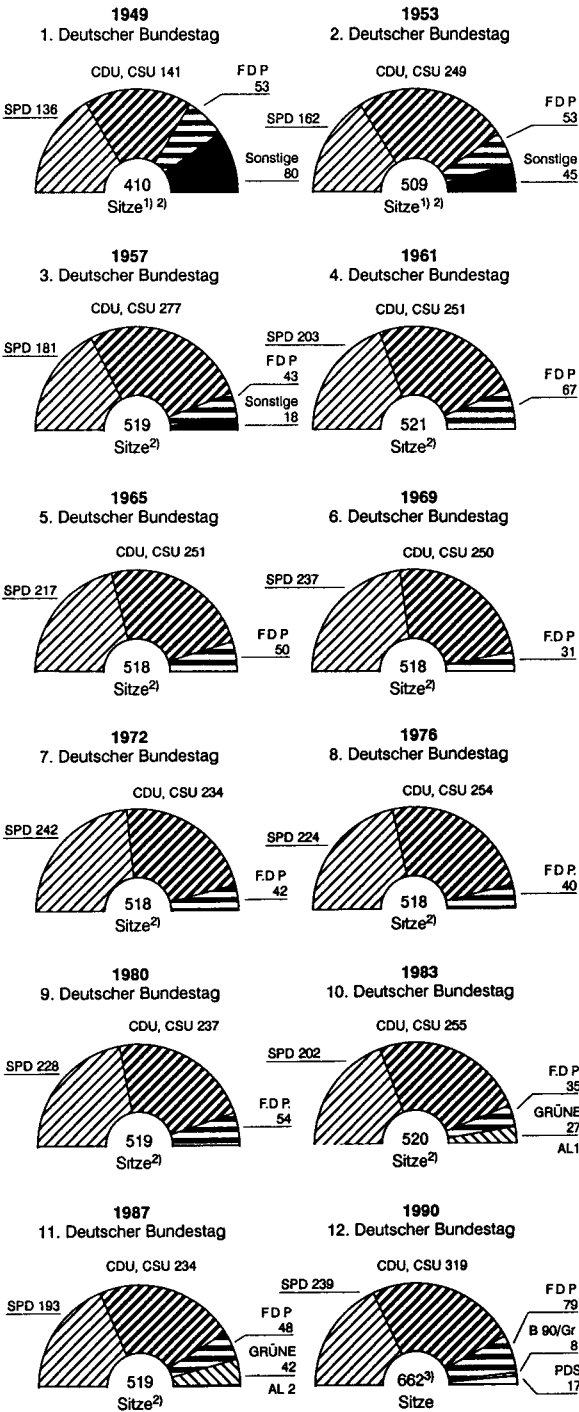 1949
1. Deutscher Bundestag
CDU, CSU 141
SPD 136
F D P
53
Sonstige
80
410
Sitze1) 2)
1953
2. Deutscher Bundestag
CDU, CSU 249
SPD 162
F D P
53
Sonstige
45
509
Sitze1) 2)
1957
3. Deutscher Bundestag
CDU, CSU 277
SPD 181
F D P
43
Sonstige
18
519
Sitze2)
1961
4. Deutscher Bundestag
CDU, CSU 251
SPD 203
F D P
67
521
Sitze2)
1965
5. Deutscher Bundestag
CDU, CSU 251
SPD 217
F D P
50
518
Sitze2)
1969
6. Deutscher Bundestag
CDU, CSU 250
SPD 237
F.D P
31
518
Sitze2)
1972
7. Deutscher Bundestag
CDU, CSU 234
SPD 242
F.D P
42
518
Sitze2)
1976
8. Deutscher Bundestag
CDU, CSU 254
SPD 224
F D P.
40
518
Sitze2)
1980
9. Deutscher Bundestag
CDU, CSU 237
SPD 228
F.D P.
54
519
Sitze2)
1983
10. Deutscher Bundestag
CDU, CSU 255
SPD 202
F.D P
35
GRÜNE
27
AL1
520
Sitze2)
1987
11. Deutscher Bundestag
CDU, CSU 234
SPD 193
F D P
48
GRÜNE
42
AL 2
519
Sitze2)
1990
12. Deutscher Bundestag
CDU, CSU 319
SPD 239
F D P
79
B 90/Gr
8
PDS
17
6623)
Sitze